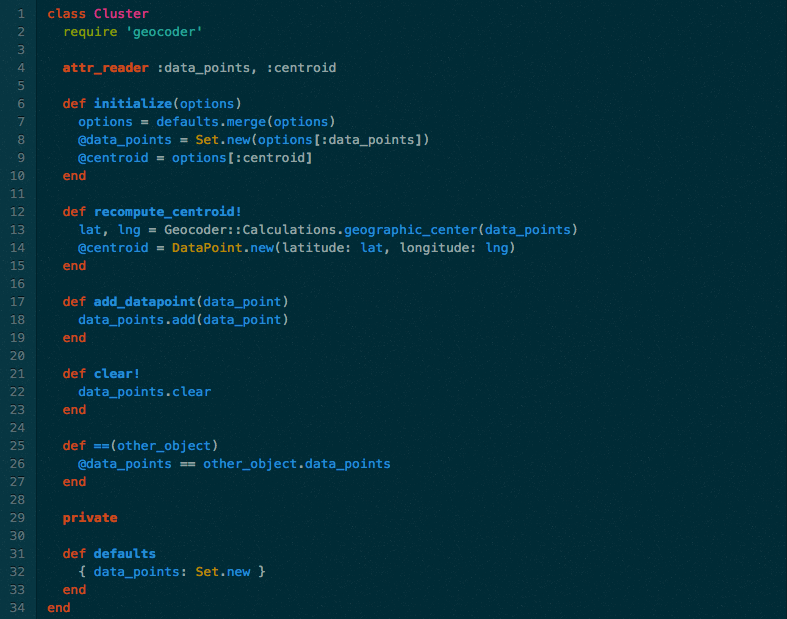 1 class Cluster
2   require 'geocoder'
3
4   attr_reader :data_points, :centroid
5
6   def initialize(options)
7     options = defaults.merge(options)
8     @data_points = Set.new(options[:data_points])
9     @centroid = options[:centroid]
10   end
11
12   def recompute_centroid!
13     lat, lng = Geocoder::Calculations.geographic_center(data_points)
14     @centroid = DataPoint.new(latitude: lat, longitude: lng)
15   end
16
17   def add_datapoint(data_point)
18     data_points.add(data_point)
19   end
20
21   def clear!
22     data_points.clear
23   end
24
25   def ==(other_object)
26     @data_points == other_object.data_points
27   end
28
29   private
30
31   def defaults
32     { data_points: Set.new }
33   end
34 end